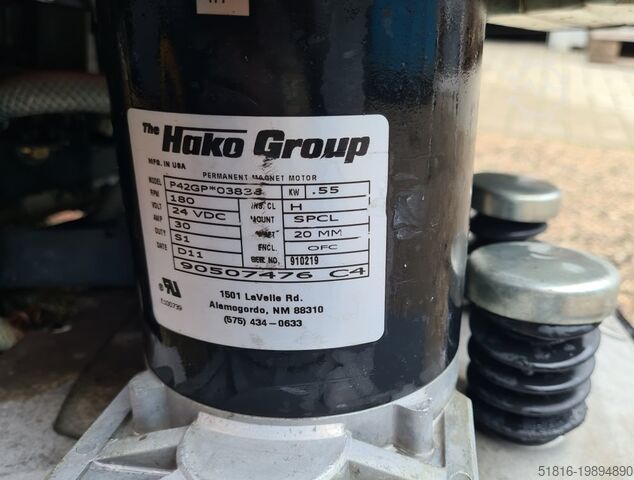 The Hako Group
MFG. IN USA
PERMANENT MAGNET MOTOR
MODEL P42GP*03838 KW .55
RPM 180 INS. CL H
VOLT 24 VDC MOUNT SPCL
AMP 30 20 MM
DUTY S1 ENCL. OFC
DATE D11 SER NO. 910219
90507476 C4
1501 LaVelle Rd.
Alamogordo, NM 88310
(575) 434-0633
51816-19894890